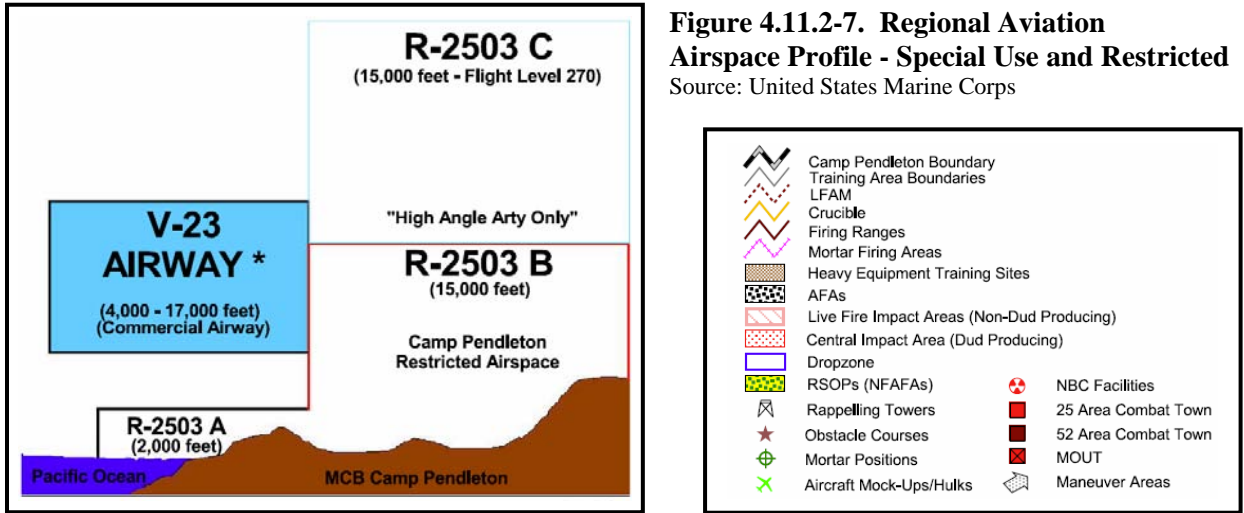 R-2503 C
(15,000 feet - Flight Level 270)
"High Angle Arty Only"
V-23
AIRWAY *
(4,000 - 17,000 feet)
(Commercial Airway)
R-2503 B
(15,000 feet)
Camp Pendleton
Restricted Airspace
R-2503 A
(2,000 feet)
Pacific Ocean
MCB Camp Pendleton
Figure 4.11.2-7. Regional Aviation
Airspace Profile - Special Use and Restricted
Source: United States Marine Corps
Camp Pendleton Boundary
Training Area Boundaries
LFAM
Crucible
Firing Ranges
Mortar Firing Areas
Heavy Equipment Training Sites
AFAs
Live Fire Impact Areas (Non-Dud Producing)
Central Impact Area (Dud Producing)
Dropzone
RSOPs (NFAFAs)
Rappelling Towers
Obstacle Courses
Mortar Positions
Aircraft Mock-Ups/Hulks
NBC Facilities
25 Area Combat Town
52 Area Combat Town
MOUT
Maneuver Areas